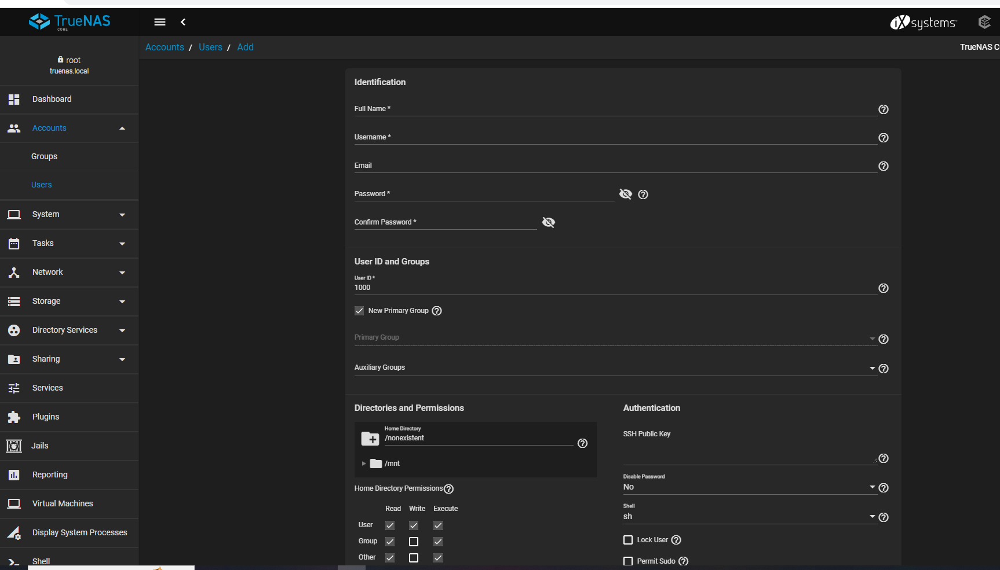 TrueNAS
CORE
iXsystems™
Accounts / Users / Add
TrueNAS C
root
truenas.local
Dashboard
Accounts
Groups
Users
System
Tasks
Network
Storage
Directory Services
Sharing
Services
Plugins
Jails
Reporting
Virtual Machines
Display System Processes
Shell
Identification
Full Name *
Username *
Email
Password *
Confirm Password *
User ID and Groups
User ID *
1000
New Primary Group
Primary Group
Auxiliary Groups
Directories and Permissions
Home Directory
/nonexistent
/mnt
Home Directory Permissions
Read Write Execute
User
Group
Other
Authentication
SSH Public Key
Disable Password
No
Shell
sh
Lock User
Permit Sudo